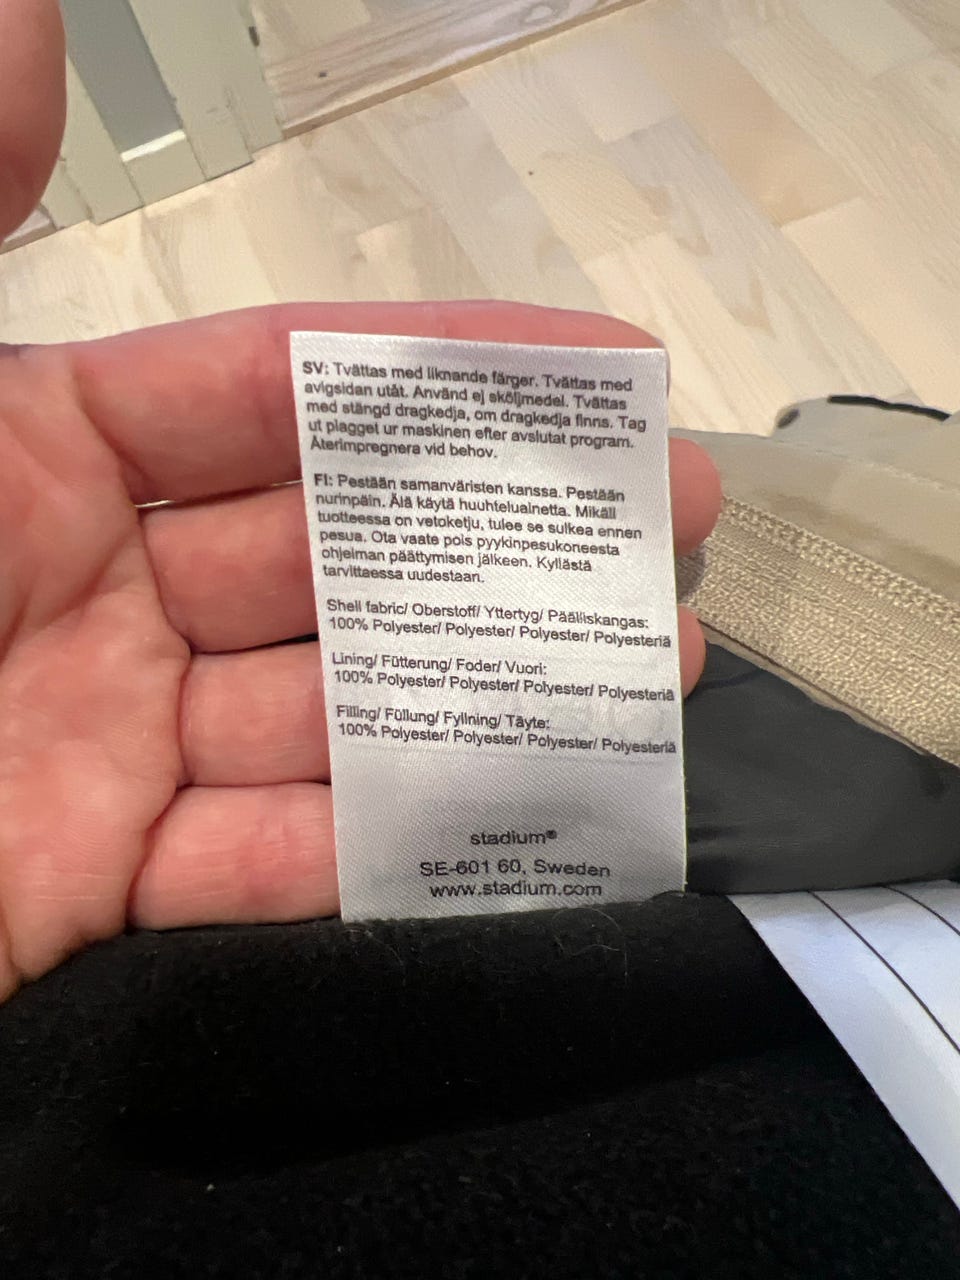 SV: Tvättas med liknande färger. Tvättas med
avigsidan utåt. Använd ej sköljmedel. Tvättas
med stängd dragkedja, om dragkedja finns. Tag
ut plagget ur maskinen efter avslutat program.
Återimpregnera vid behov.
FI: Pestään samanväristen kanssa. Pestään
nurinpäin. Älä käytä huuhteluainetta. Mikäli
tuotteessa on vetoketju, tulee se sulkea ennen
pesua. Ota vaate pois pyykinpesukoneesta
ohjelman päättymisen jälkeen. Kyllästä
tarvittaessa uudestaan.
Shell fabric/ Oberstoff/ Yttertyg/ Päälliskangas:
100% Polyester/ Polyester/ Polyester/ Polyesteriä
Lining/ Fütterung/ Foder/ Vuori:
100% Polyester/ Polyester/ Polyester/ Polyesteriä
Filling/ Füllung/ Fyllning/ Täyte:
100% Polyester/ Polyester/ Polyester/ Polyesteriä
stadium®
SE-601 60, Sweden
www.stadium.com